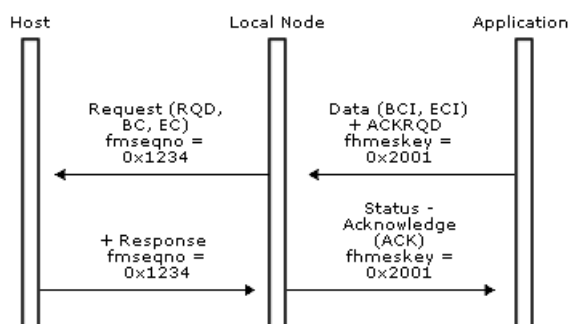 Host
Local Node
Application
Request (RQD,
BC, EC)
fmseqno =
0x1234
Data (BCI, ECI)
+ ACKRQD
fhmeskey =
0x2001
+ Response
fmseqno =
0x1234
Status -
Acknowledge
(ACK)
fhmeskey =
0x2001